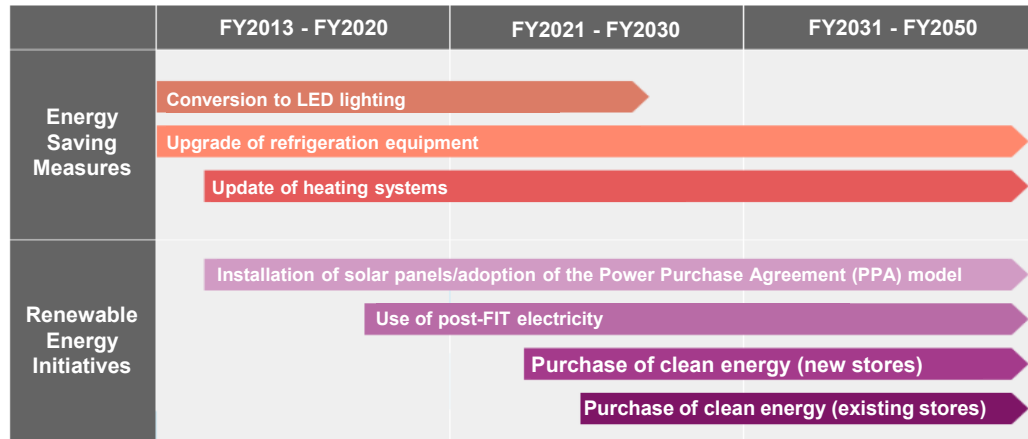 FY2013 - FY2020
FY2021 - FY2030
FY2031 - FY2050
Energy
Saving
Measures
Conversion to LED lighting
Upgrade of refrigeration equipment
Update of heating systems
Renewable
Energy
Initiatives
Installation of solar panels/adoption of the Power Purchase Agreement (PPA) model
Use of post-FIT electricity
Purchase of clean energy (new stores)
Purchase of clean energy (existing stores)